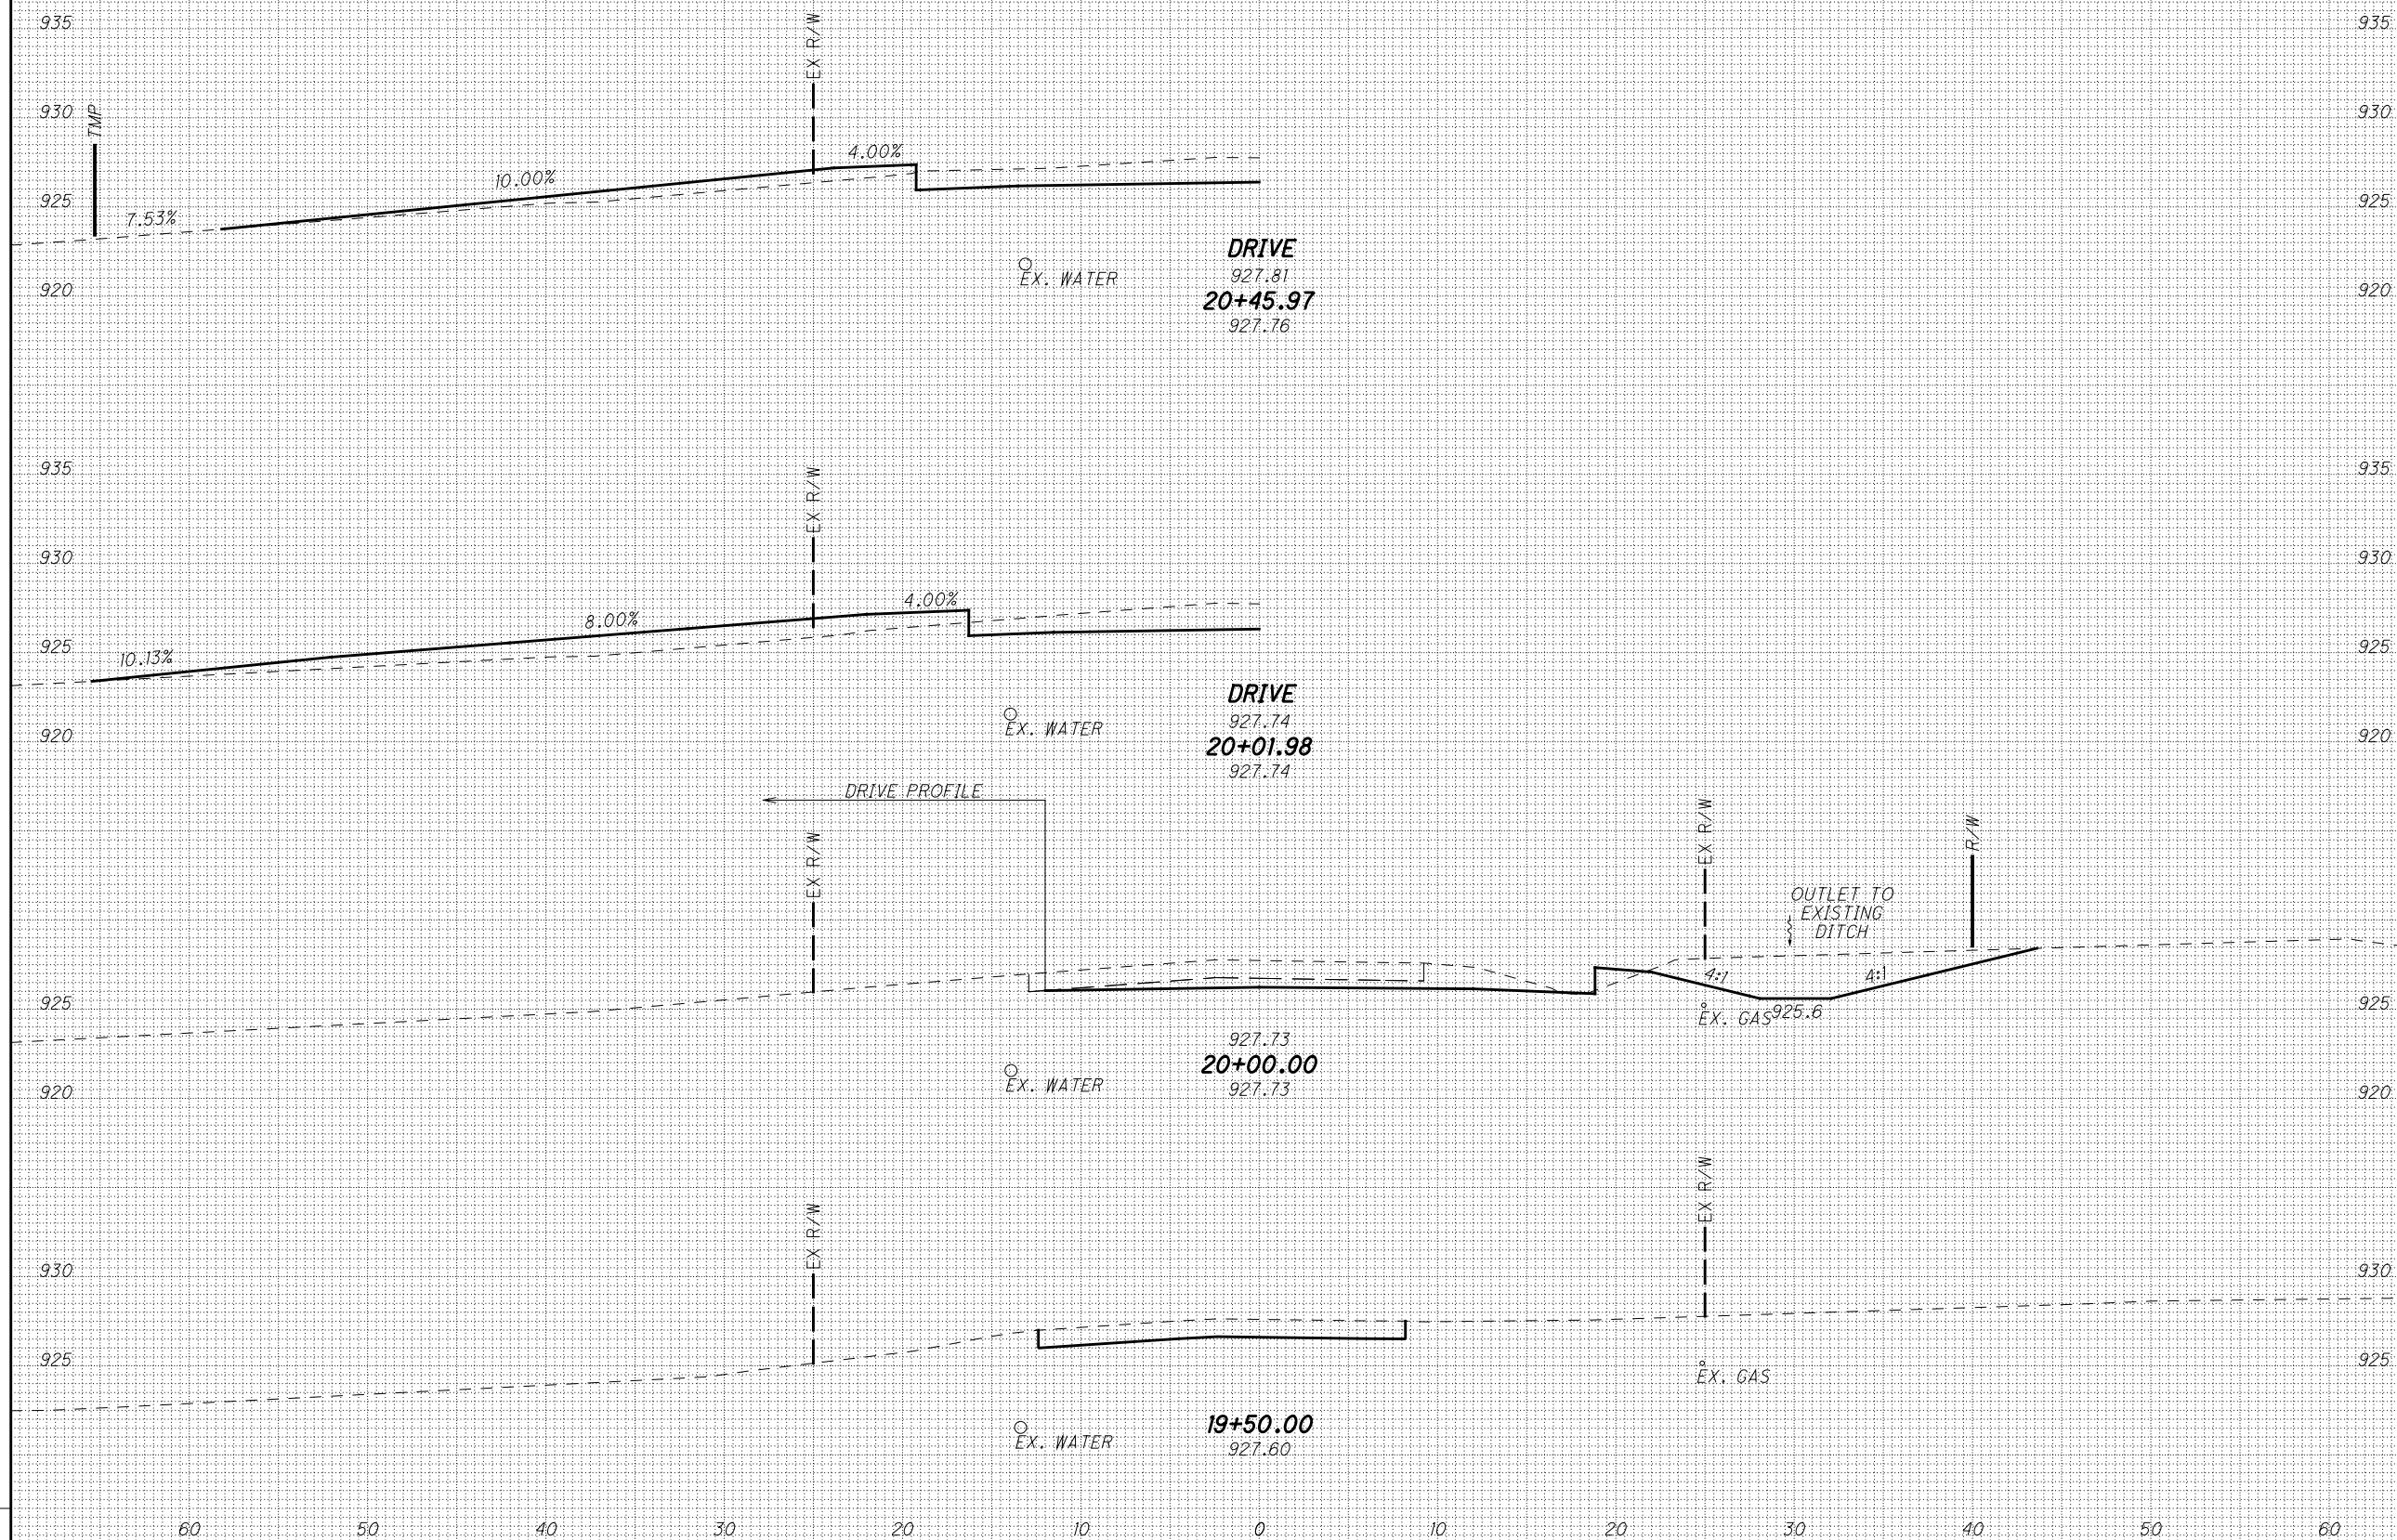 935 935
EX R/W
930 930
TMP
4.00%
10.00%
925 925
7.53%
DRIVE
EX. WATER
927.81
920 920
20+45.97
927.76
935 935
EX R/W
930 930
4.00%
8.00%
925 925
10.13%
DRIVE
EX. WATER
927.74
920 920
20+01.98
927.74
DRIVE PROFILE
EX R/W
EX R/W
R/W
OUTLET TO
EXISTING
DITCH
4:1
4:1
925 925
EX. GAS
925.6
927.73
20+00.00
EX. WATER
927.73
920 920
EX R/W
EX R/W
930 930
925 925
EX. GAS
19+50.00
EX. WATER
927.60
60 50 40 30 20 10 0 10 20 30 40 50 60